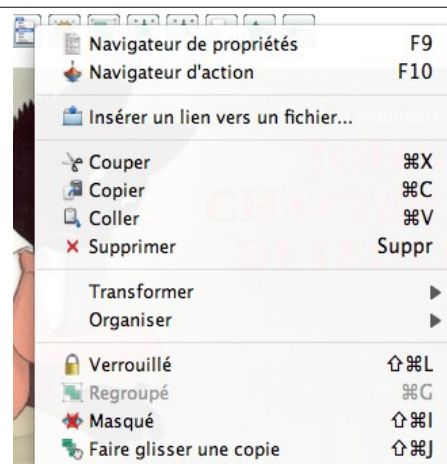 Navigateur de propriétés F9
Navigateur d'action F10
Insérer un lien vers un fichier...
Couper ⌘X
Copier ⌘C
Coller ⌘V
Supprimer Suppr
Transformer
Organiser
Verrouillé ⇧⌘L
Regroupé ⌘G
Masqué ⇧⌘I
Faire glisser une copie ⇧⌘J